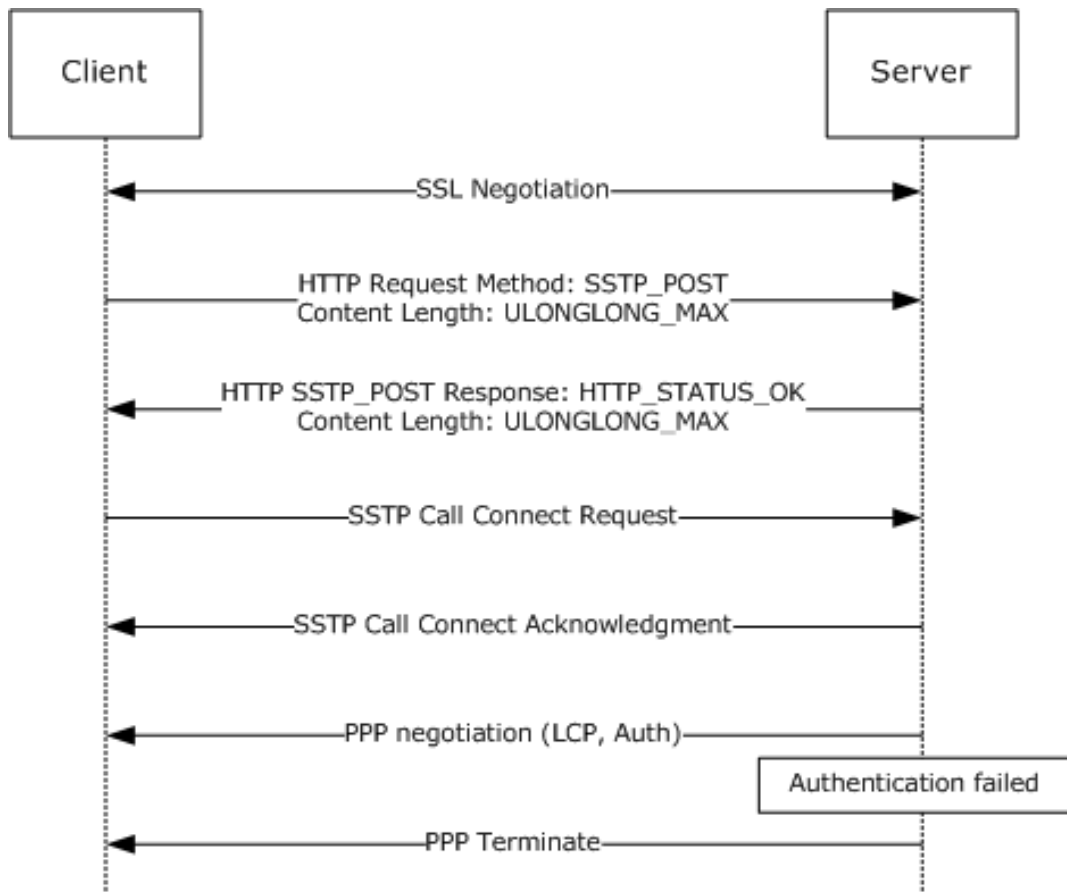 Client
Server
SSL Negotiation
HTTP Request Method: SSTP_POST
Content Length: ULONGLONG_MAX
HTTP SSTP_POST Response: HTTP_STATUS_OK
Content Length: ULONGLONG_MAX
SSTP Call Connect Request
SSTP Call Connect Acknowledgment
PPP negotiation (LCP, Auth)
Authentication failed
PPP Terminate